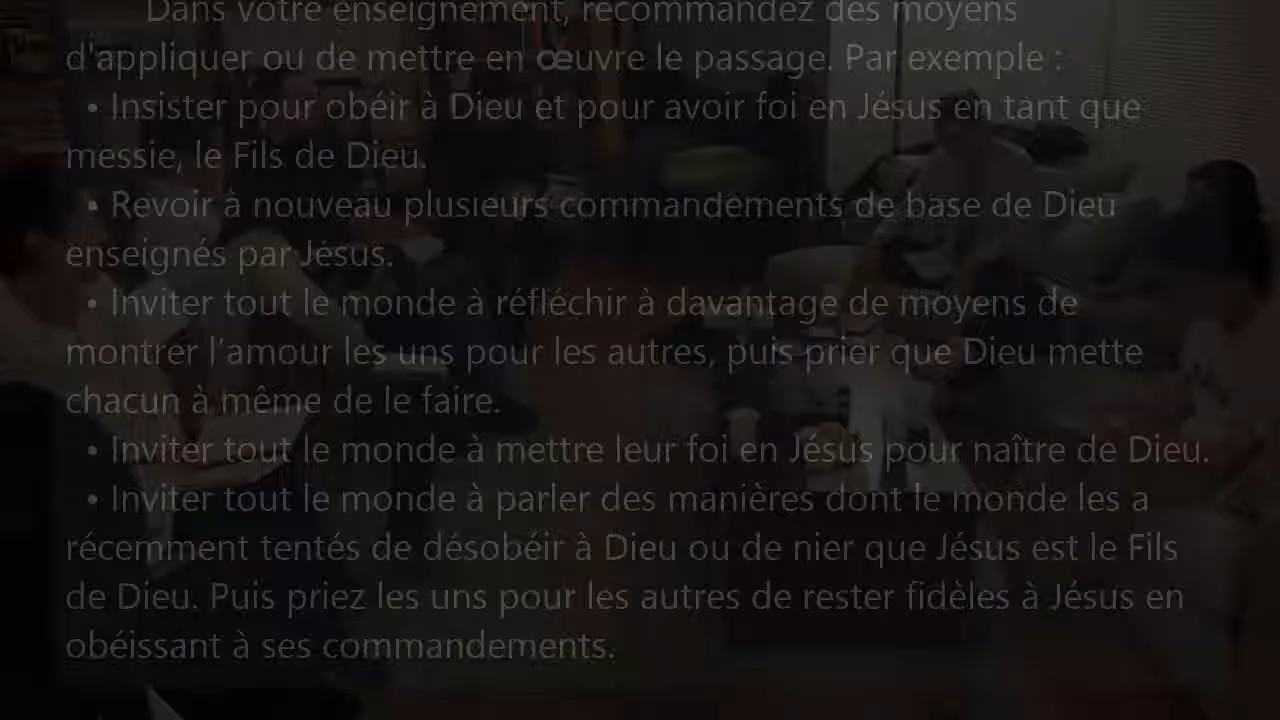 Dans votre enseignement, recommandez des moyens
d'appliquer ou de mettre en œuvre le passage. Par exemple :
• Insister pour obéir à Dieu et pour avoir foi en Jésus en tant que
messie, le Fils de Dieu.
• Revoir à nouveau plusieurs commandements de base de Dieu
enseignés par Jésus.
• Inviter tout le monde à réfléchir à davantage de moyens de
montrer l'amour les uns pour les autres, puis prier que Dieu mette
chacun à même de le faire.
• Inviter tout le monde à mettre leur foi en Jésus pour naître de Dieu.
• Inviter tout le monde à parler des manières dont le monde les a
récemment tentés de désobéir à Dieu ou de nier que Jésus est le Fils
de Dieu. Puis priez les uns pour les autres de rester fidèles à Jésus en
obéissant à ses commandements.